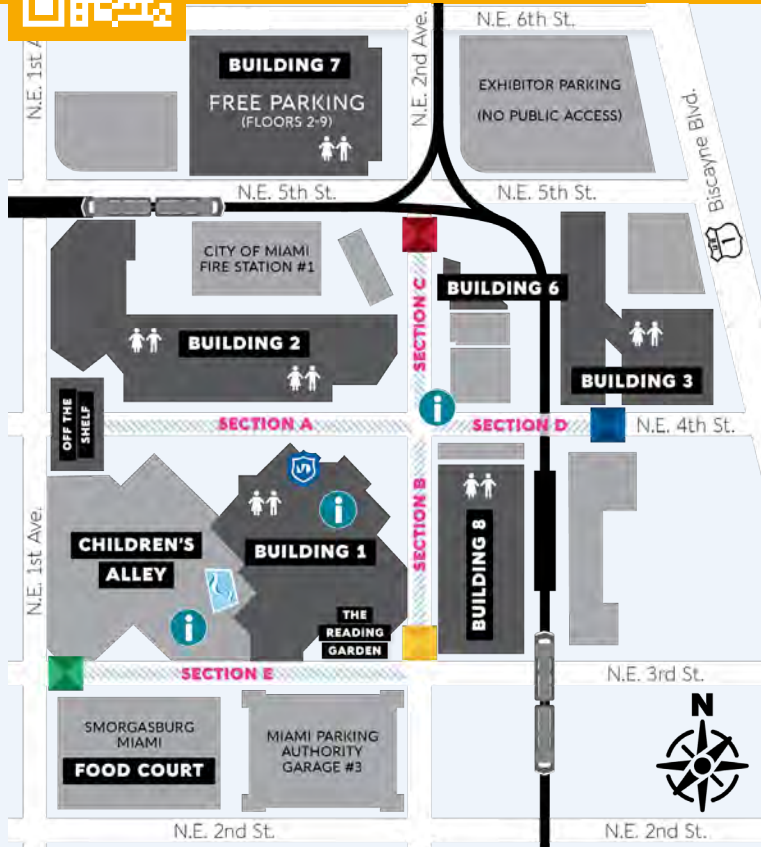 N.E. 6th St.
N.E. 1st A
N.E. 2nd Ave.
BUILDING 7
FREE PARKING
(FLOORS 2-9)
EXHIBITOR PARKING
(NO PUBLIC ACCESS)
Biscayne Blvd.
1
N.E. 5th St.
N.E. 5th St.
CITY OF MIAMI
FIRE STATION #1
SECTION C
BUILDING 6
BUILDING 2
BUILDING 3
OFF THE
SHELF
SECTION A
i
SECTION D
N.E. 4th St.
N.E. 1st Ave.
CHILDREN'S
ALLEY
i
BUILDING 1
i
SECTION B
BUILDING 8
THE
READING
GARDEN
SECTION E
N.E. 3rd St.
SMORGASBURG
MIAMI
FOOD COURT
MIAMI PARKING
AUTHORITY
GARAGE #3
N
N.E. 2nd St.
N.E. 2nd St.